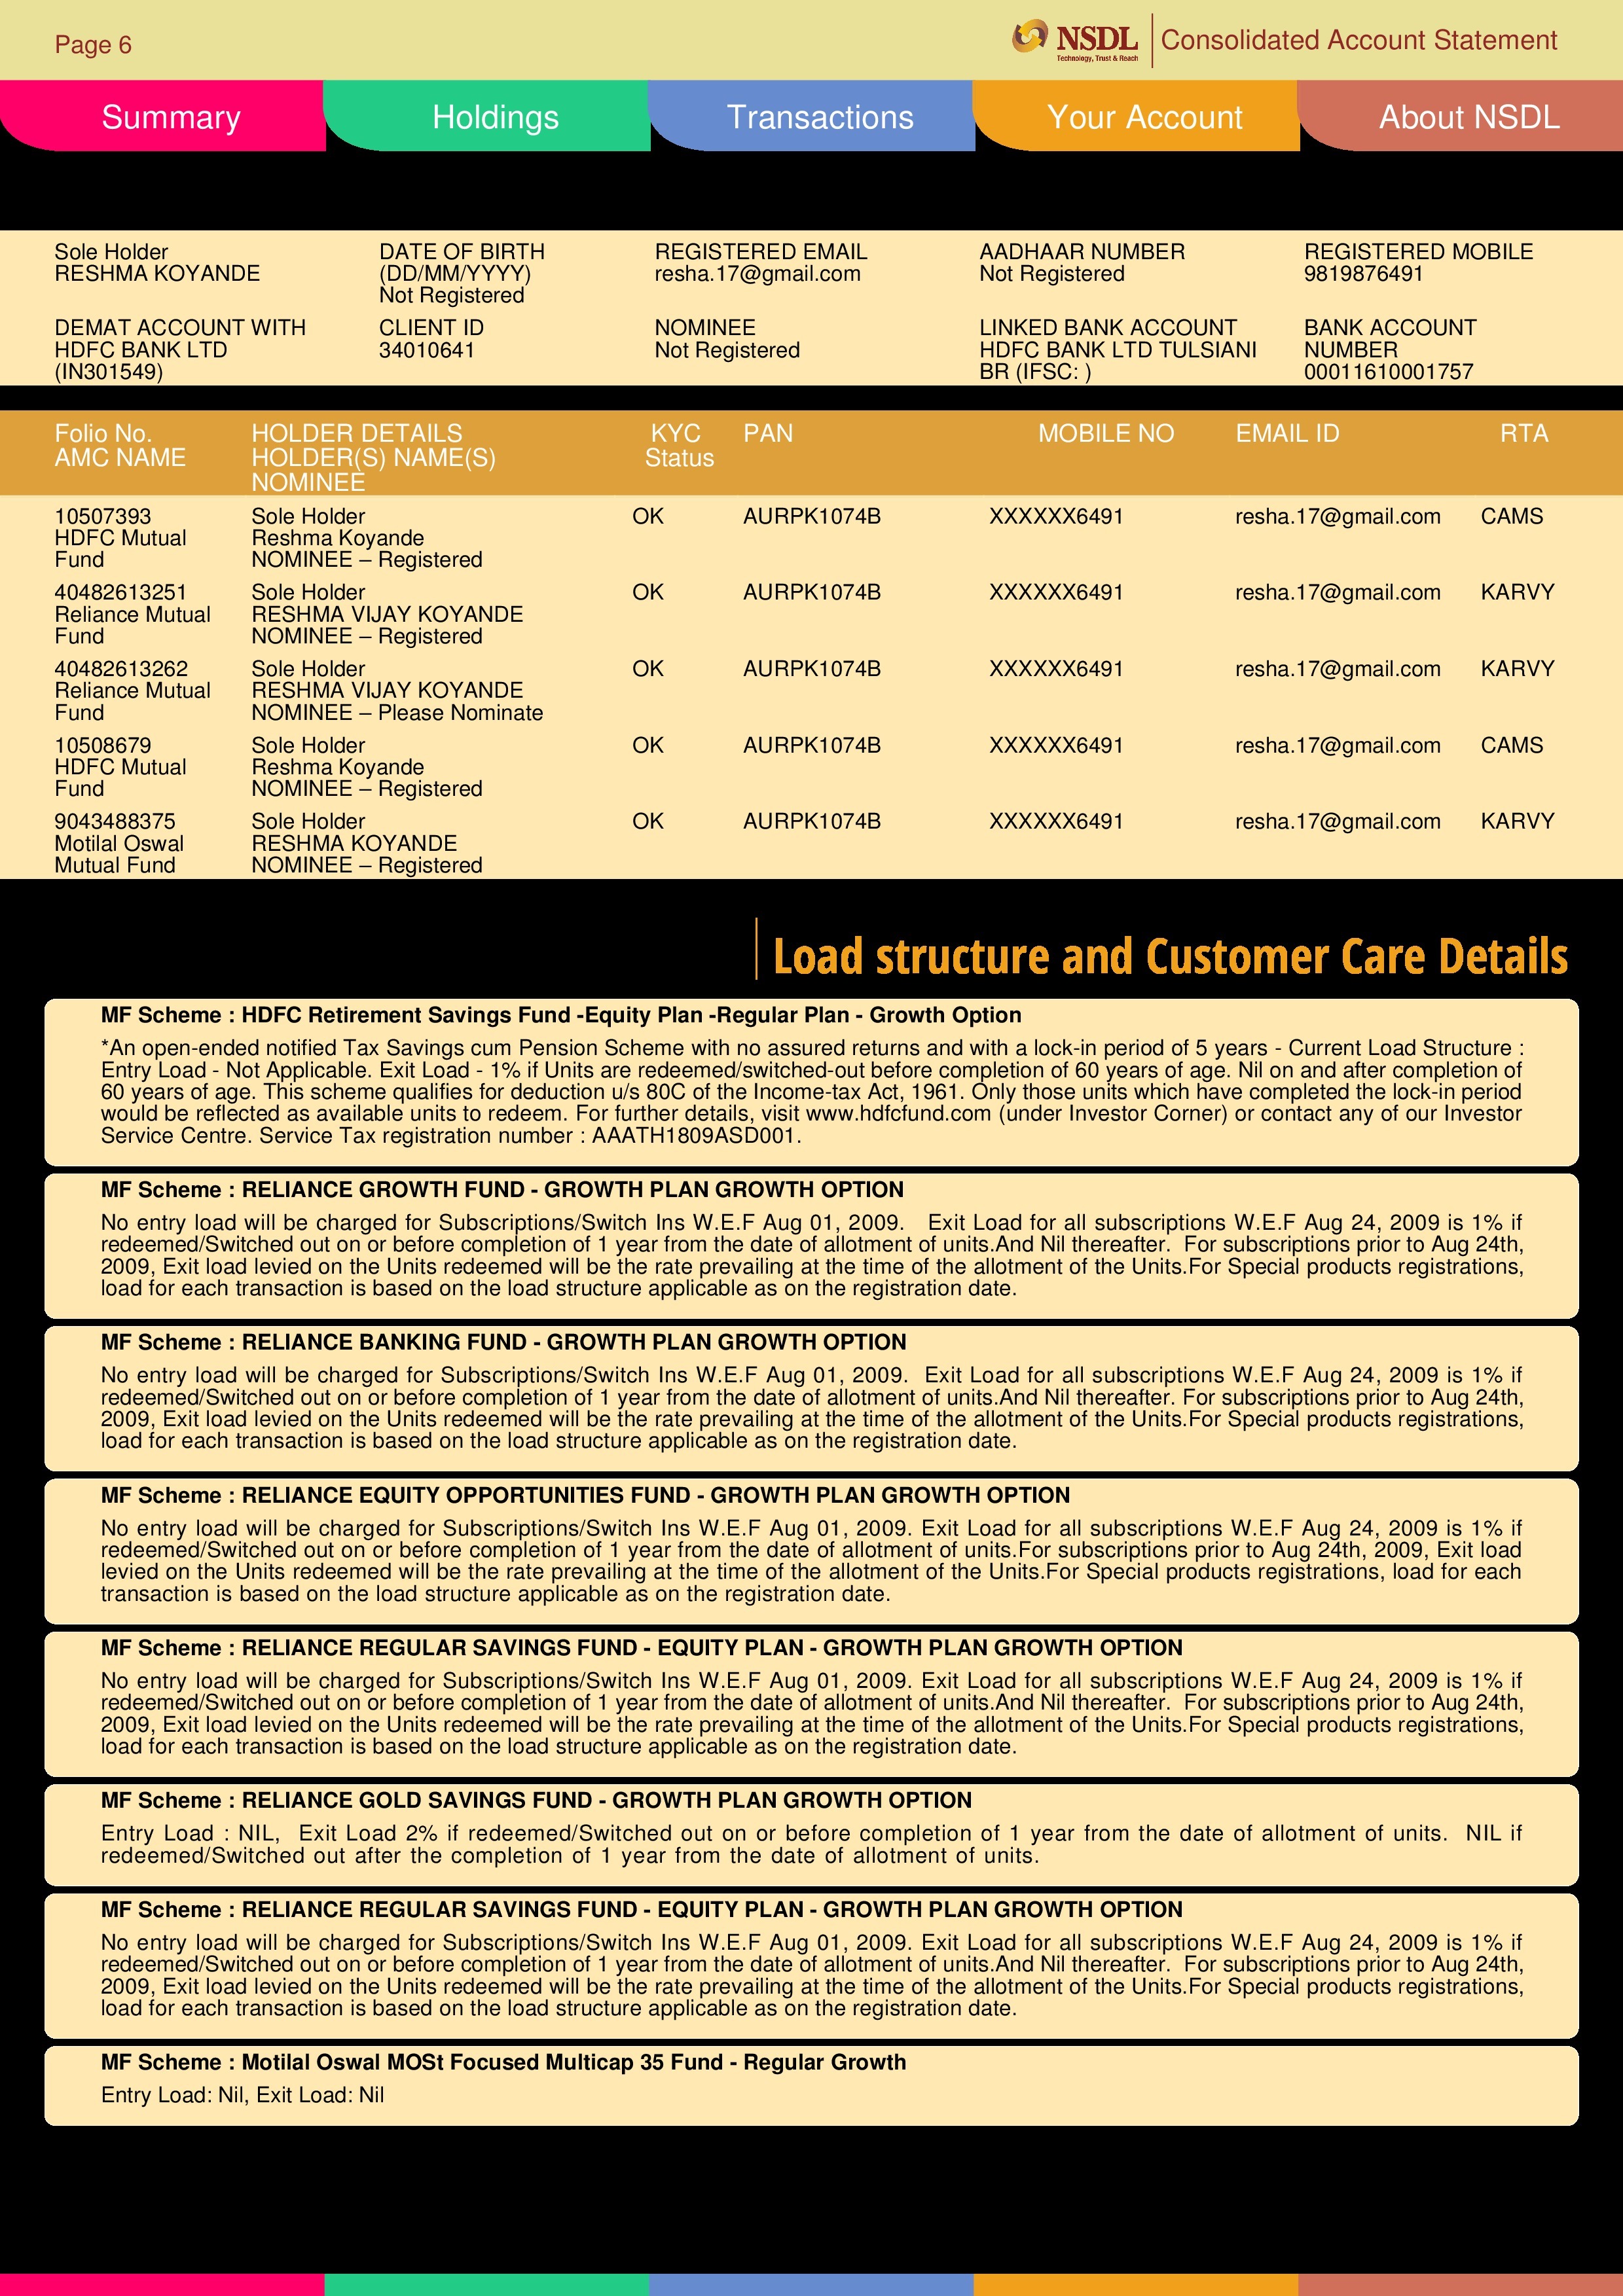 Page 6
NSDL
Technology, Trust & Reach
Consolidated Account Statement
Summary
Holdings
Transactions
Your Account
About NSDL
Sole Holder
RESHMA KOYANDE
DATE OF BIRTH
(DD/MM/YYYY)
Not Registered
REGISTERED EMAIL
resha.17@gmail.com
AADHAAR NUMBER
Not Registered
REGISTERED MOBILE
9819876491
DEMAT ACCOUNT WITH
HDFC BANK LTD
(IN301549)
CLIENT ID
34010641
NOMINEE
Not Registered
LINKED BANK ACCOUNT
HDFC BANK LTD TULSIANI
BR (IFSC: )
BANK ACCOUNT
NUMBER
00011610001757
Folio No.
AMC NAME
HOLDER DETAILS
HOLDER(S) NAME(S)
NOMINEE
KYC
Status
PAN
MOBILE NO
EMAIL ID
RTA
10507393
HDFC Mutual
Fund
Sole Holder
Reshma Koyande
NOMINEE – Registered
OK
AURPK1074B
XXXXXX6491
resha.17@gmail.com
CAMS
40482613251
Reliance Mutual
Fund
Sole Holder
RESHMA VIJAY KOYANDE
NOMINEE – Registered
OK
AURPK1074B
XXXXXX6491
resha.17@gmail.com
KARVY
40482613262
Reliance Mutual
Fund
Sole Holder
RESHMA VIJAY KOYANDE
NOMINEE – Please Nominate
OK
AURPK1074B
XXXXXX6491
resha.17@gmail.com
KARVY
10508679
HDFC Mutual
Fund
Sole Holder
Reshma Koyande
NOMINEE – Registered
OK
AURPK1074B
XXXXXX6491
resha.17@gmail.com
CAMS
9043488375
Motilal Oswal
Mutual Fund
Sole Holder
RESHMA KOYANDE
NOMINEE – Registered
OK
AURPK1074B
XXXXXX6491
resha.17@gmail.com
KARVY
Load structure and Customer Care Details
MF Scheme : HDFC Retirement Savings Fund -Equity Plan -Regular Plan - Growth Option
*An open-ended notified Tax Savings cum Pension Scheme with no assured returns and with a lock-in period of 5 years - Current Load Structure :
Entry Load - Not Applicable. Exit Load - 1% if Units are redeemed/switched-out before completion of 60 years of age. Nil on and after completion of
60 years of age. This scheme qualifies for deduction u/s 80C of the Income-tax Act, 1961. Only those units which have completed the lock-in period
would be reflected as available units to redeem. For further details, visit www.hdfcfund.com (under Investor Corner) or contact any of our Investor
Service Centre. Service Tax registration number : AAATH1809ASD001.
MF Scheme : RELIANCE GROWTH FUND - GROWTH PLAN GROWTH OPTION
No entry load will be charged for Subscriptions/Switch Ins W.E.F Aug 01, 2009. Exit Load for all subscriptions W.E.F Aug 24, 2009 is 1% if
redeemed/Switched out on or before completion of 1 year from the date of allotment of units.And Nil thereafter. For subscriptions prior to Aug 24th,
2009, Exit load levied on the Units redeemed will be the rate prevailing at the time of the allotment of the Units.For Special products registrations,
load for each transaction is based on the load structure applicable as on the registration date.
MF Scheme : RELIANCE BANKING FUND - GROWTH PLAN GROWTH OPTION
No entry load will be charged for Subscriptions/Switch Ins W.E.F Aug 01, 2009. Exit Load for all subscriptions W.E.F Aug 24, 2009 is 1% if
redeemed/Switched out on or before completion of 1 year from the date of allotment of units.And Nil thereafter. For subscriptions prior to Aug 24th,
2009, Exit load levied on the Units redeemed will be the rate prevailing at the time of the allotment of the Units.For Special products registrations,
load for each transaction is based on the load structure applicable as on the registration date.
MF Scheme : RELIANCE EQUITY OPPORTUNITIES FUND - GROWTH PLAN GROWTH OPTION
No entry load will be charged for Subscriptions/Switch Ins W.E.F Aug 01, 2009. Exit Load for all subscriptions W.E.F Aug 24, 2009 is 1% if
redeemed/Switched out on or before completion of 1 year from the date of allotment of units.For subscriptions prior to Aug 24th, 2009, Exit load
levied on the Units redeemed will be the rate prevailing at the time of the allotment of the Units.For Special products registrations, load for each
transaction is based on the load structure applicable as on the registration date.
MF Scheme : RELIANCE REGULAR SAVINGS FUND - EQUITY PLAN - GROWTH PLAN GROWTH OPTION
No entry load will be charged for Subscriptions/Switch Ins W.E.F Aug 01, 2009. Exit Load for all subscriptions W.E.F Aug 24, 2009 is 1% if
redeemed/Switched out on or before completion of 1 year from the date of allotment of units.And Nil thereafter. For subscriptions prior to Aug 24th,
2009, Exit load levied on the Units redeemed will be the rate prevailing at the time of the allotment of the Units.For Special products registrations,
load for each transaction is based on the load structure applicable as on the registration date.
MF Scheme : RELIANCE GOLD SAVINGS FUND - GROWTH PLAN GROWTH OPTION
Entry Load : NIL, Exit Load 2% if redeemed/Switched out on or before completion of 1 year from the date of allotment of units. NIL if
redeemed/Switched out after the completion of 1 year from the date of allotment of units.
MF Scheme : RELIANCE REGULAR SAVINGS FUND - EQUITY PLAN - GROWTH PLAN GROWTH OPTION
No entry load will be charged for Subscriptions/Switch Ins W.E.F Aug 01, 2009. Exit Load for all subscriptions W.E.F Aug 24, 2009 is 1% if
redeemed/Switched out on or before completion of 1 year from the date of allotment of units.And Nil thereafter. For subscriptions prior to Aug 24th,
2009, Exit load levied on the Units redeemed will be the rate prevailing at the time of the allotment of the Units.For Special products registrations,
load for each transaction is based on the load structure applicable as on the registration date.
MF Scheme : Motilal Oswal MOSt Focused Multicap 35 Fund - Regular Growth
Entry Load: Nil, Exit Load: Nil